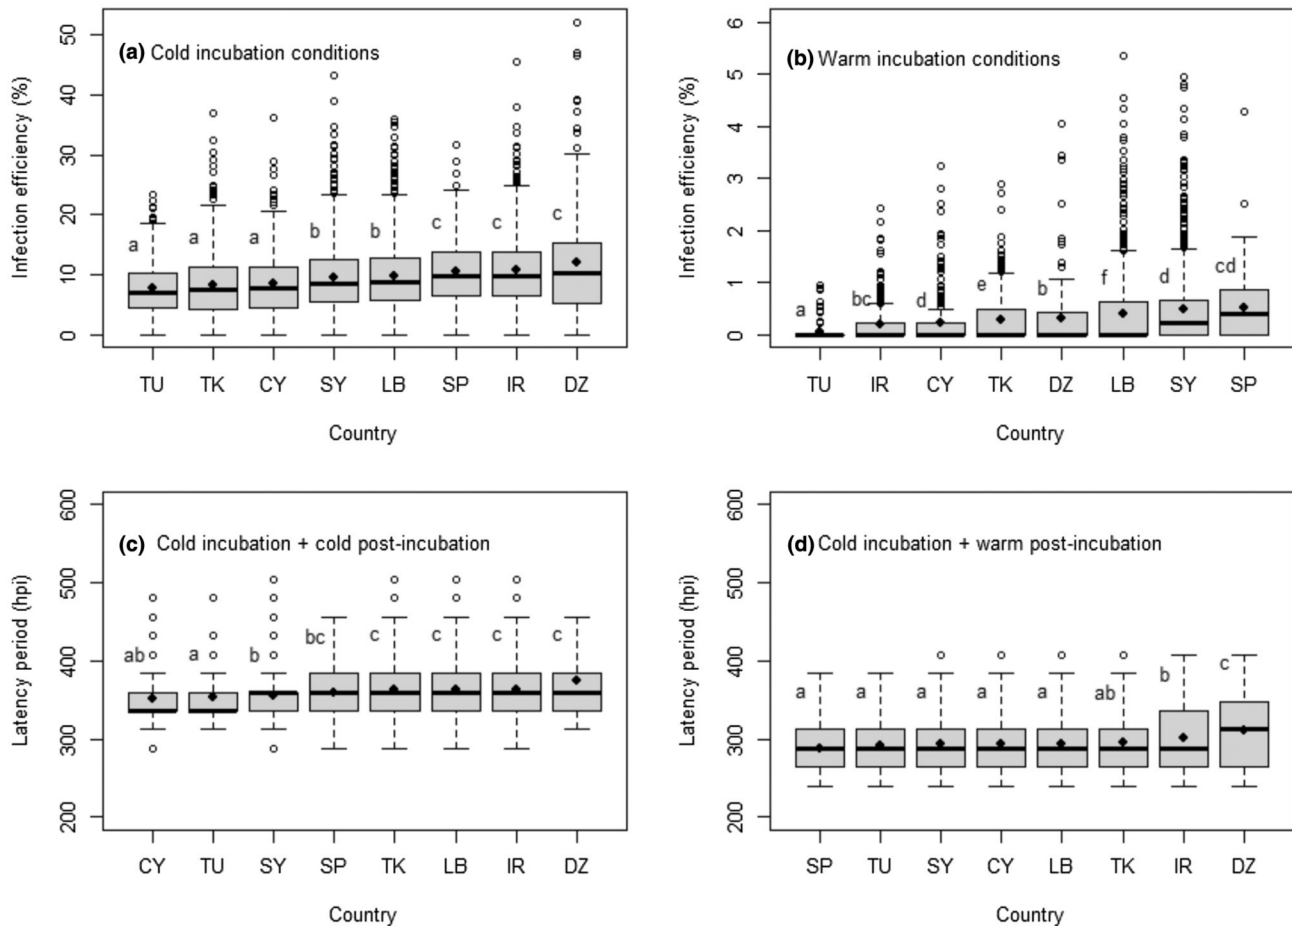 (a) Cold incubation conditions
Infection efficiency (%)
50
40
30
20
10
0
a a a b b c c c
TU TK CY SY LB SP IR DZ
Country
(b) Warm incubation conditions
Infection efficiency (%)
6
5
4
3
2
1
0
a bc d e b f d cd
TU IR CY TK DZ LB SY SP
Country
(c) Cold incubation + cold post-incubation
Latency period (hpi)
600
500
400
300
200
ab a b bc c c c c
CY TU SY SP TK LB IR DZ
Country
(d) Cold incubation + warm post-incubation
Latency period (hpi)
600
500
400
300
200
a a a a a ab b c
SP TU SY CY LB TK IR DZ
Country